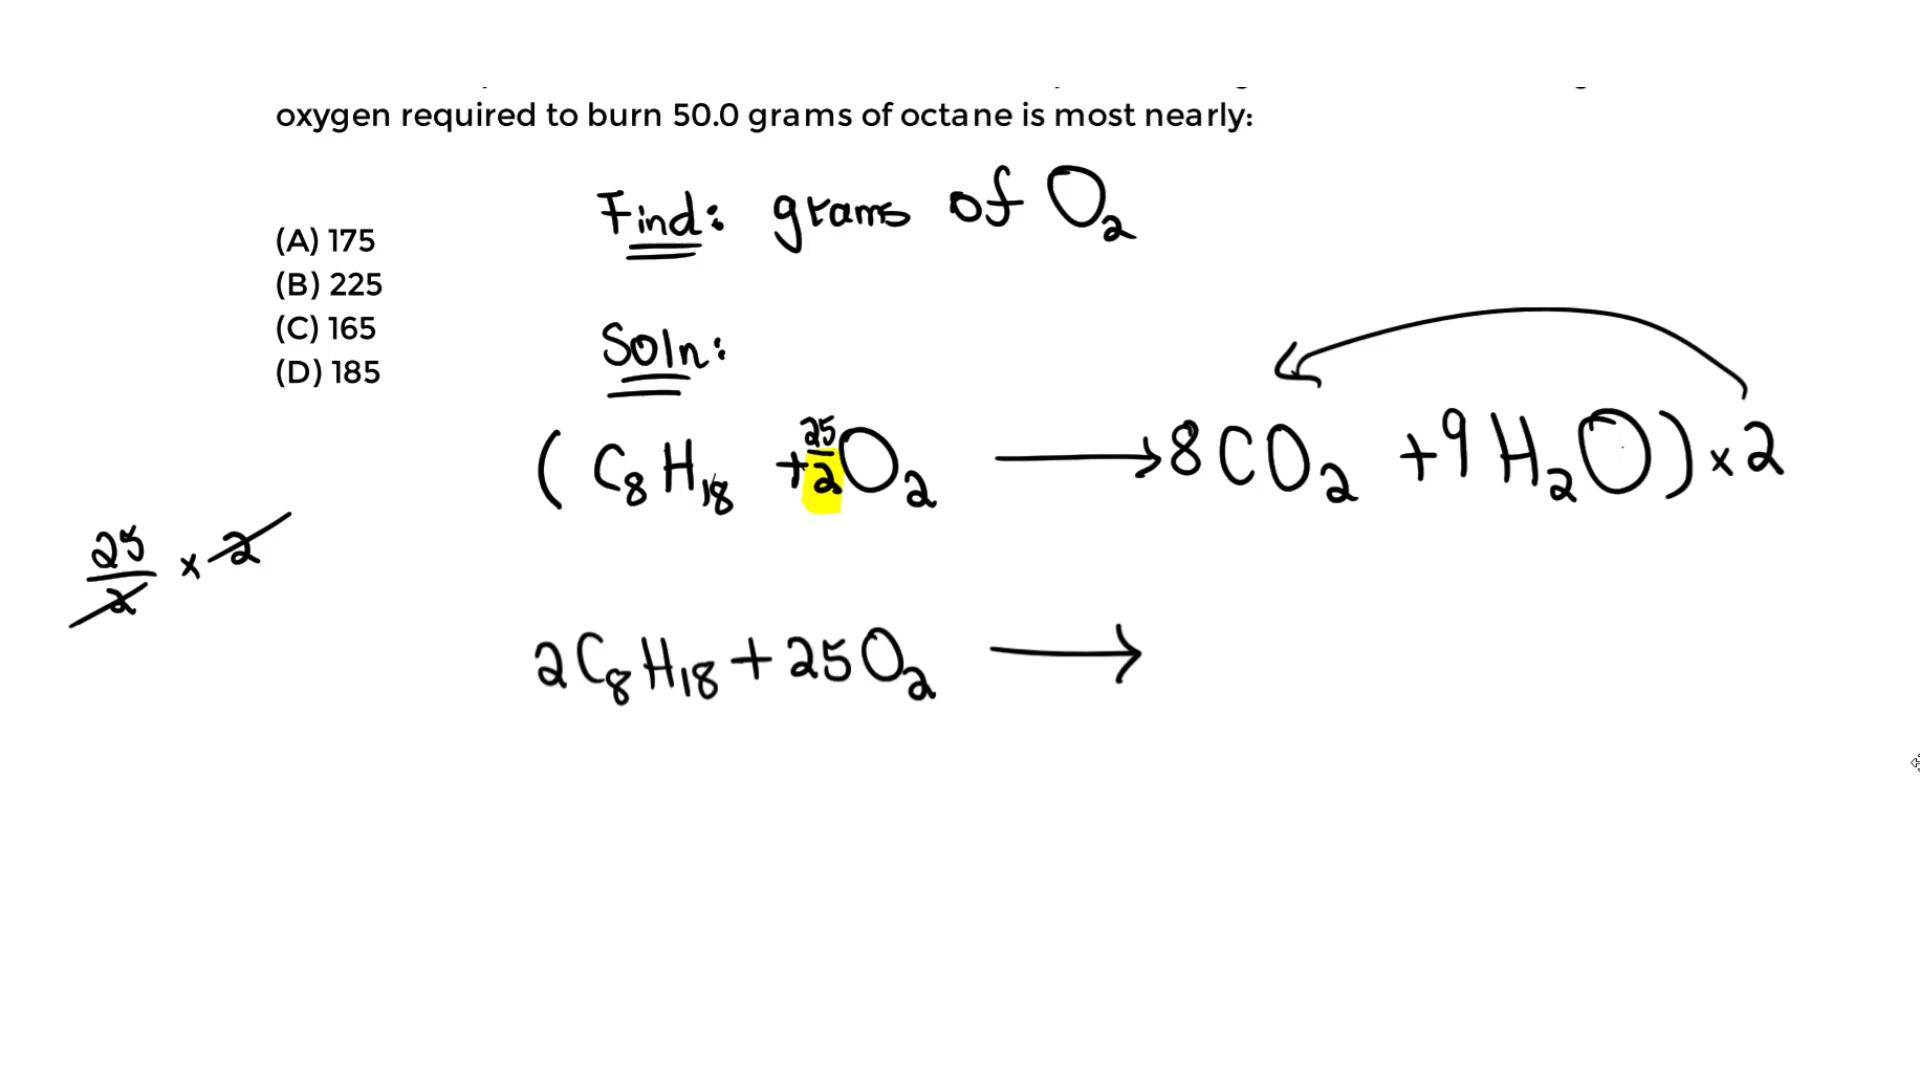 oxygen required to burn 50.0 grams of octane is most nearly:
Find: grams of O₂
(A) 175
(B) 225
(C) 165
(D) 185
Soln:
( C₈H₁₈ + 25/2 O₂ ⟶ 8CO₂ + 9H₂O ) × 2
25/2 × 2
2C₈H₁₈ + 25O₂ ⟶